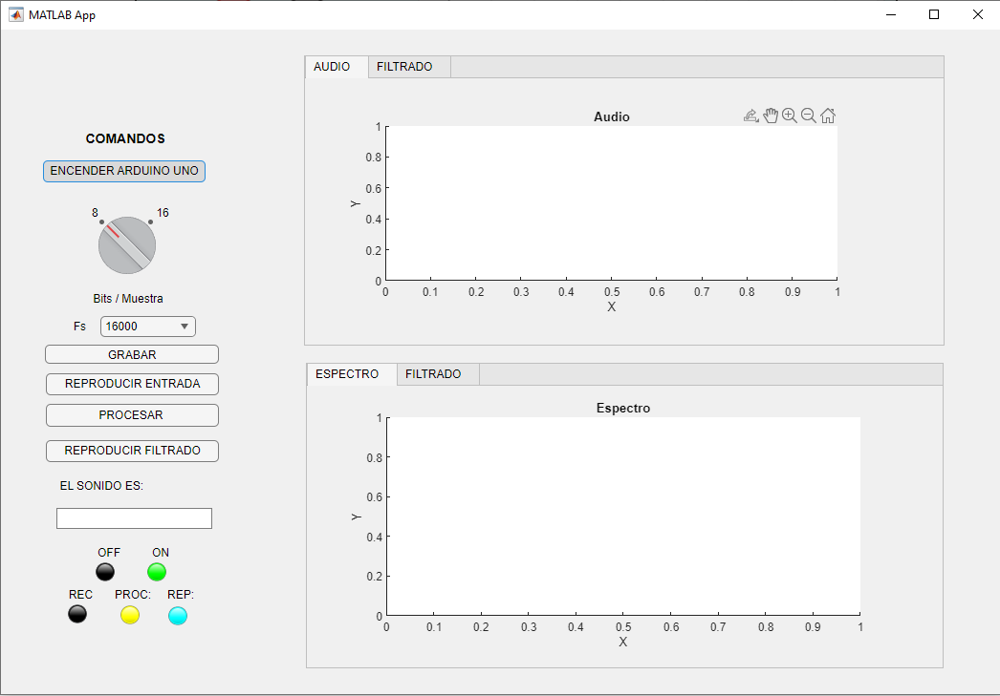 MATLAB App
COMANDOS
ENCENDER ARDUINO UNO
8 16
Bits / Muestra
Fs 16000
GRABAR
REPRODUCIR ENTRADA
PROCESAR
REPRODUCIR FILTRADO
EL SONIDO ES:
OFF ON
REC PROC: REP:
AUDIO FILTRADO
Audio
1
0.8
0.6
Y
0.4
0.2
0
0 0.1 0.2 0.3 0.4 0.5 0.6 0.7 0.8 0.9 1
X
ESPECTRO FILTRADO
Espectro
1
0.8
0.6
Y
0.4
0.2
0
0 0.1 0.2 0.3 0.4 0.5 0.6 0.7 0.8 0.9 1
X